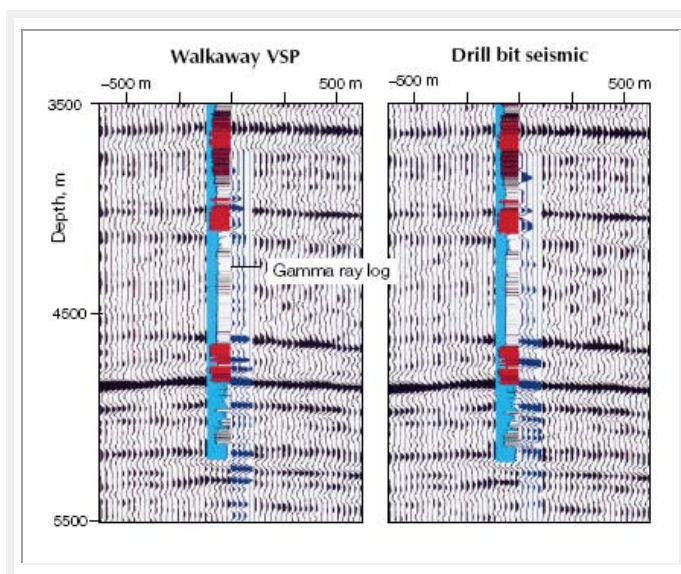 Walkaway VSP
Drill bit seismic
–500 m
500 m
–500 m
500 m
3500
Depth, m
Gamma ray log
4500
5500